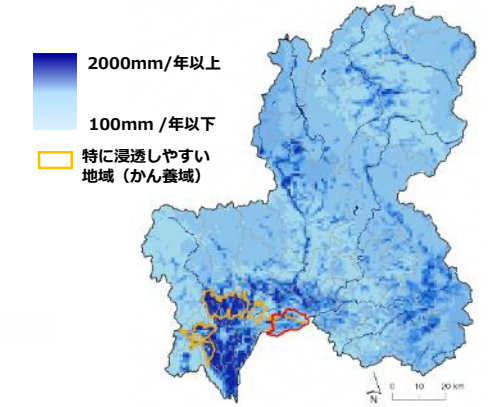 2000mm/年以上
100mm /年以下
特に浸透しやすい
地域（かん養域）
N
0 10 20 km